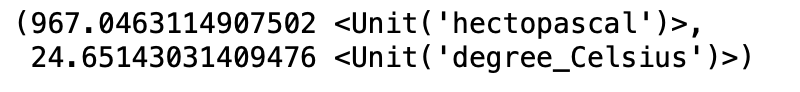 (967.0463114907502 <Unit('hectopascal')>,
 24.65143031409476 <Unit('degree_Celsius')>)